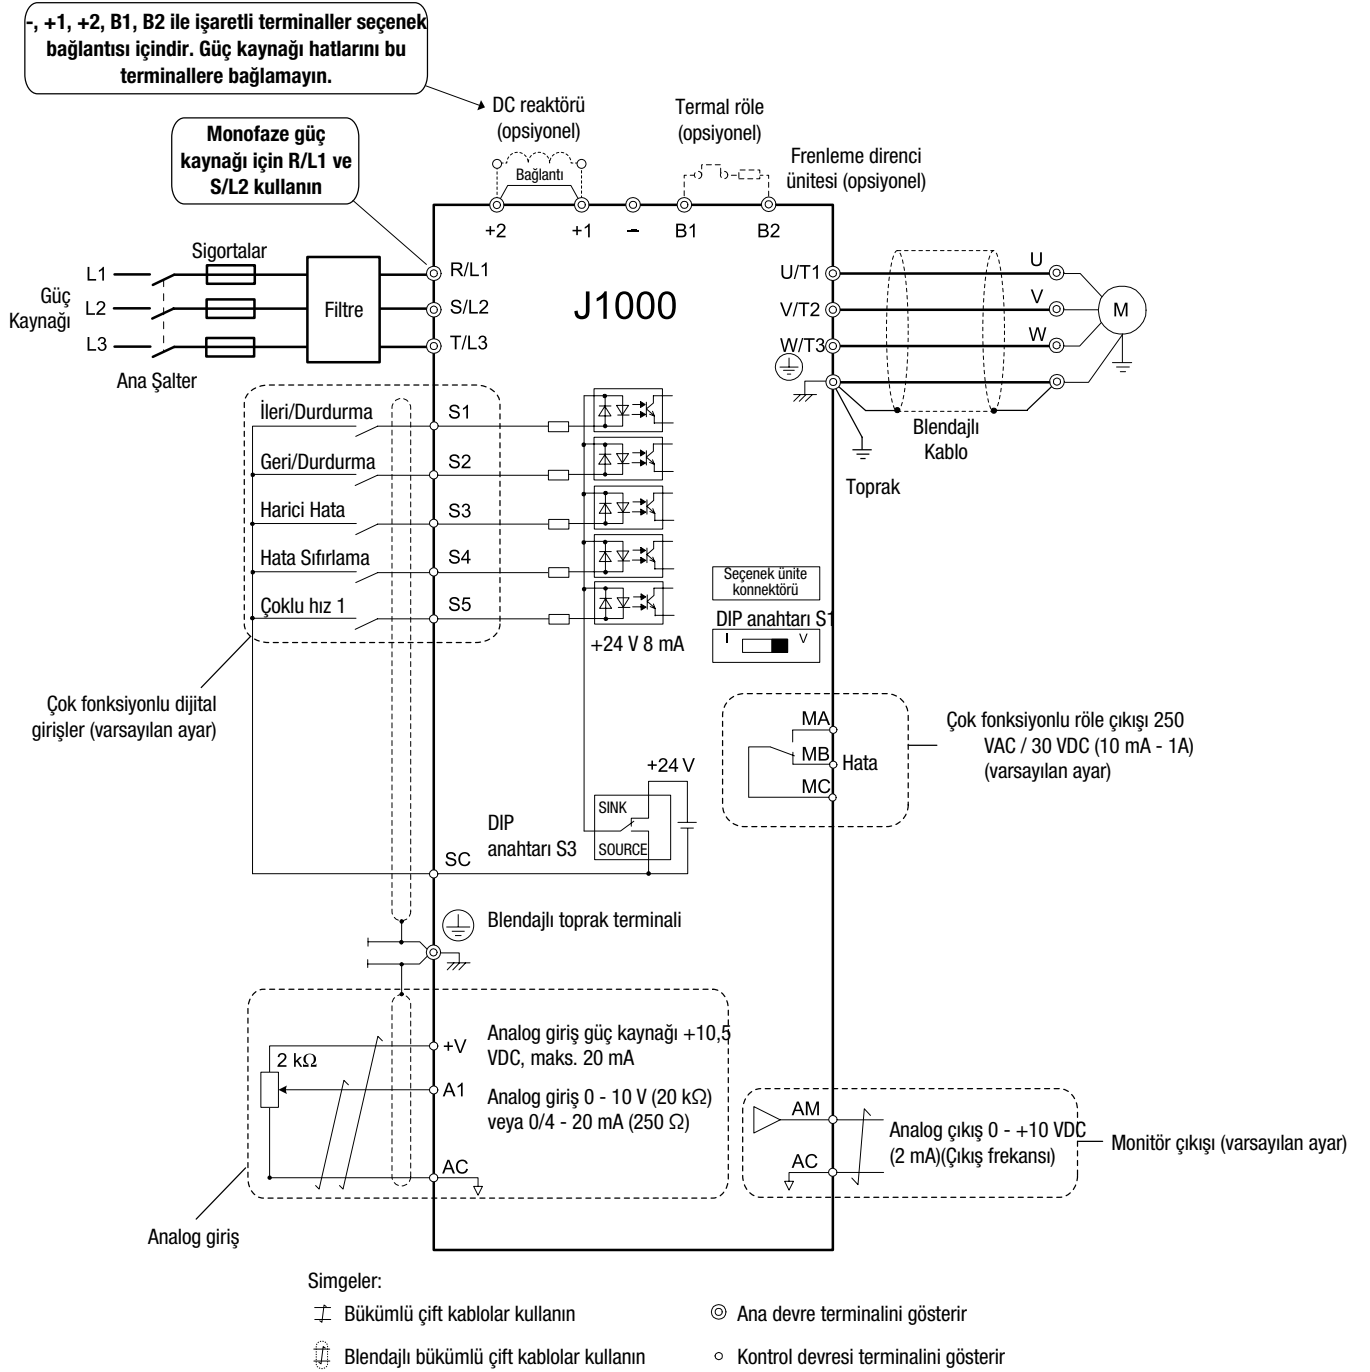 -, +1, +2, B1, B2 ile işaretli terminaller seçenek
bağlantısı içindir. Güç kaynağı hatlarını bu
terminallere bağlamayın.
DC reaktörü
(opsiyonel)
Termal röle
(opsiyonel)
Monofaze güç
kaynağı için R/L1 ve
S/L2 kullanın
Bağlantı
Frenleme direnci
ünitesi (opsiyonel)
+2
+1
–
B1
B2
Sigortalar
L1
L2
L3
Güç
Kaynağı
Filtre
Ana Şalter
R/L1
S/L2
T/L3
J1000
U/T1
V/T2
W/T3
U
V
W
M
Blendajlı
Kablo
Toprak
İleri/Durdurma
S1
Geri/Durdurma
S2
Harici Hata
S3
Hata Sıfırlama
S4
Çoklu hız 1
S5
+24 V 8 mA
Seçenek ünite
konnektörü
DIP anahtarı S1
I
V
Çok fonksiyonlu dijital
girişler (varsayılan ayar)
MA
MB
MC
Hata
Çok fonksiyonlu röle çıkışı 250
VAC / 30 VDC (10 mA - 1A)
(varsayılan ayar)
+24 V
SINK
SOURCE
DIP
anahtarı S3
SC
Blendajlı toprak terminali
2 kΩ
+V
Analog giriş güç kaynağı +10,5
VDC, maks. 20 mA
A1
Analog giriş 0 - 10 V (20 kΩ)
veya 0/4 - 20 mA (250 Ω)
AC
Analog giriş
AM
AC
Analog çıkış 0 - +10 VDC
(2 mA)(Çıkış frekansı)
Monitör çıkışı (varsayılan ayar)
Simgeler:
Bükümlü çift kablolar kullanın
Ana devre terminalini gösterir
Blendajlı bükümlü çift kablolar kullanın
Kontrol devresi terminalini gösterir